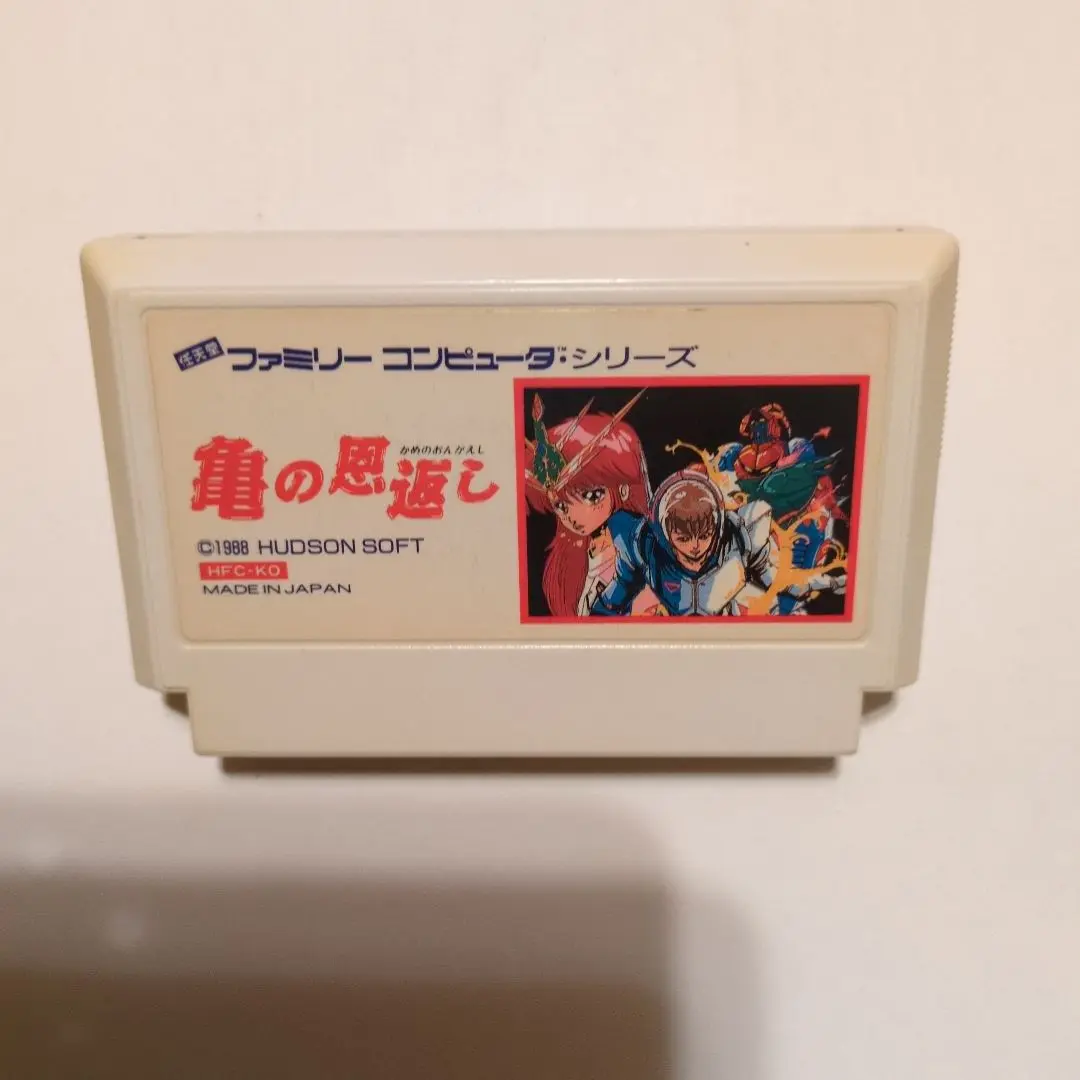 任天堂 ファミリー コンピュータ™・シリーズ
かめのおんがえし
亀の恩返し
©1988 HUDSON SOFT
HFC-KO
MADE IN JAPAN